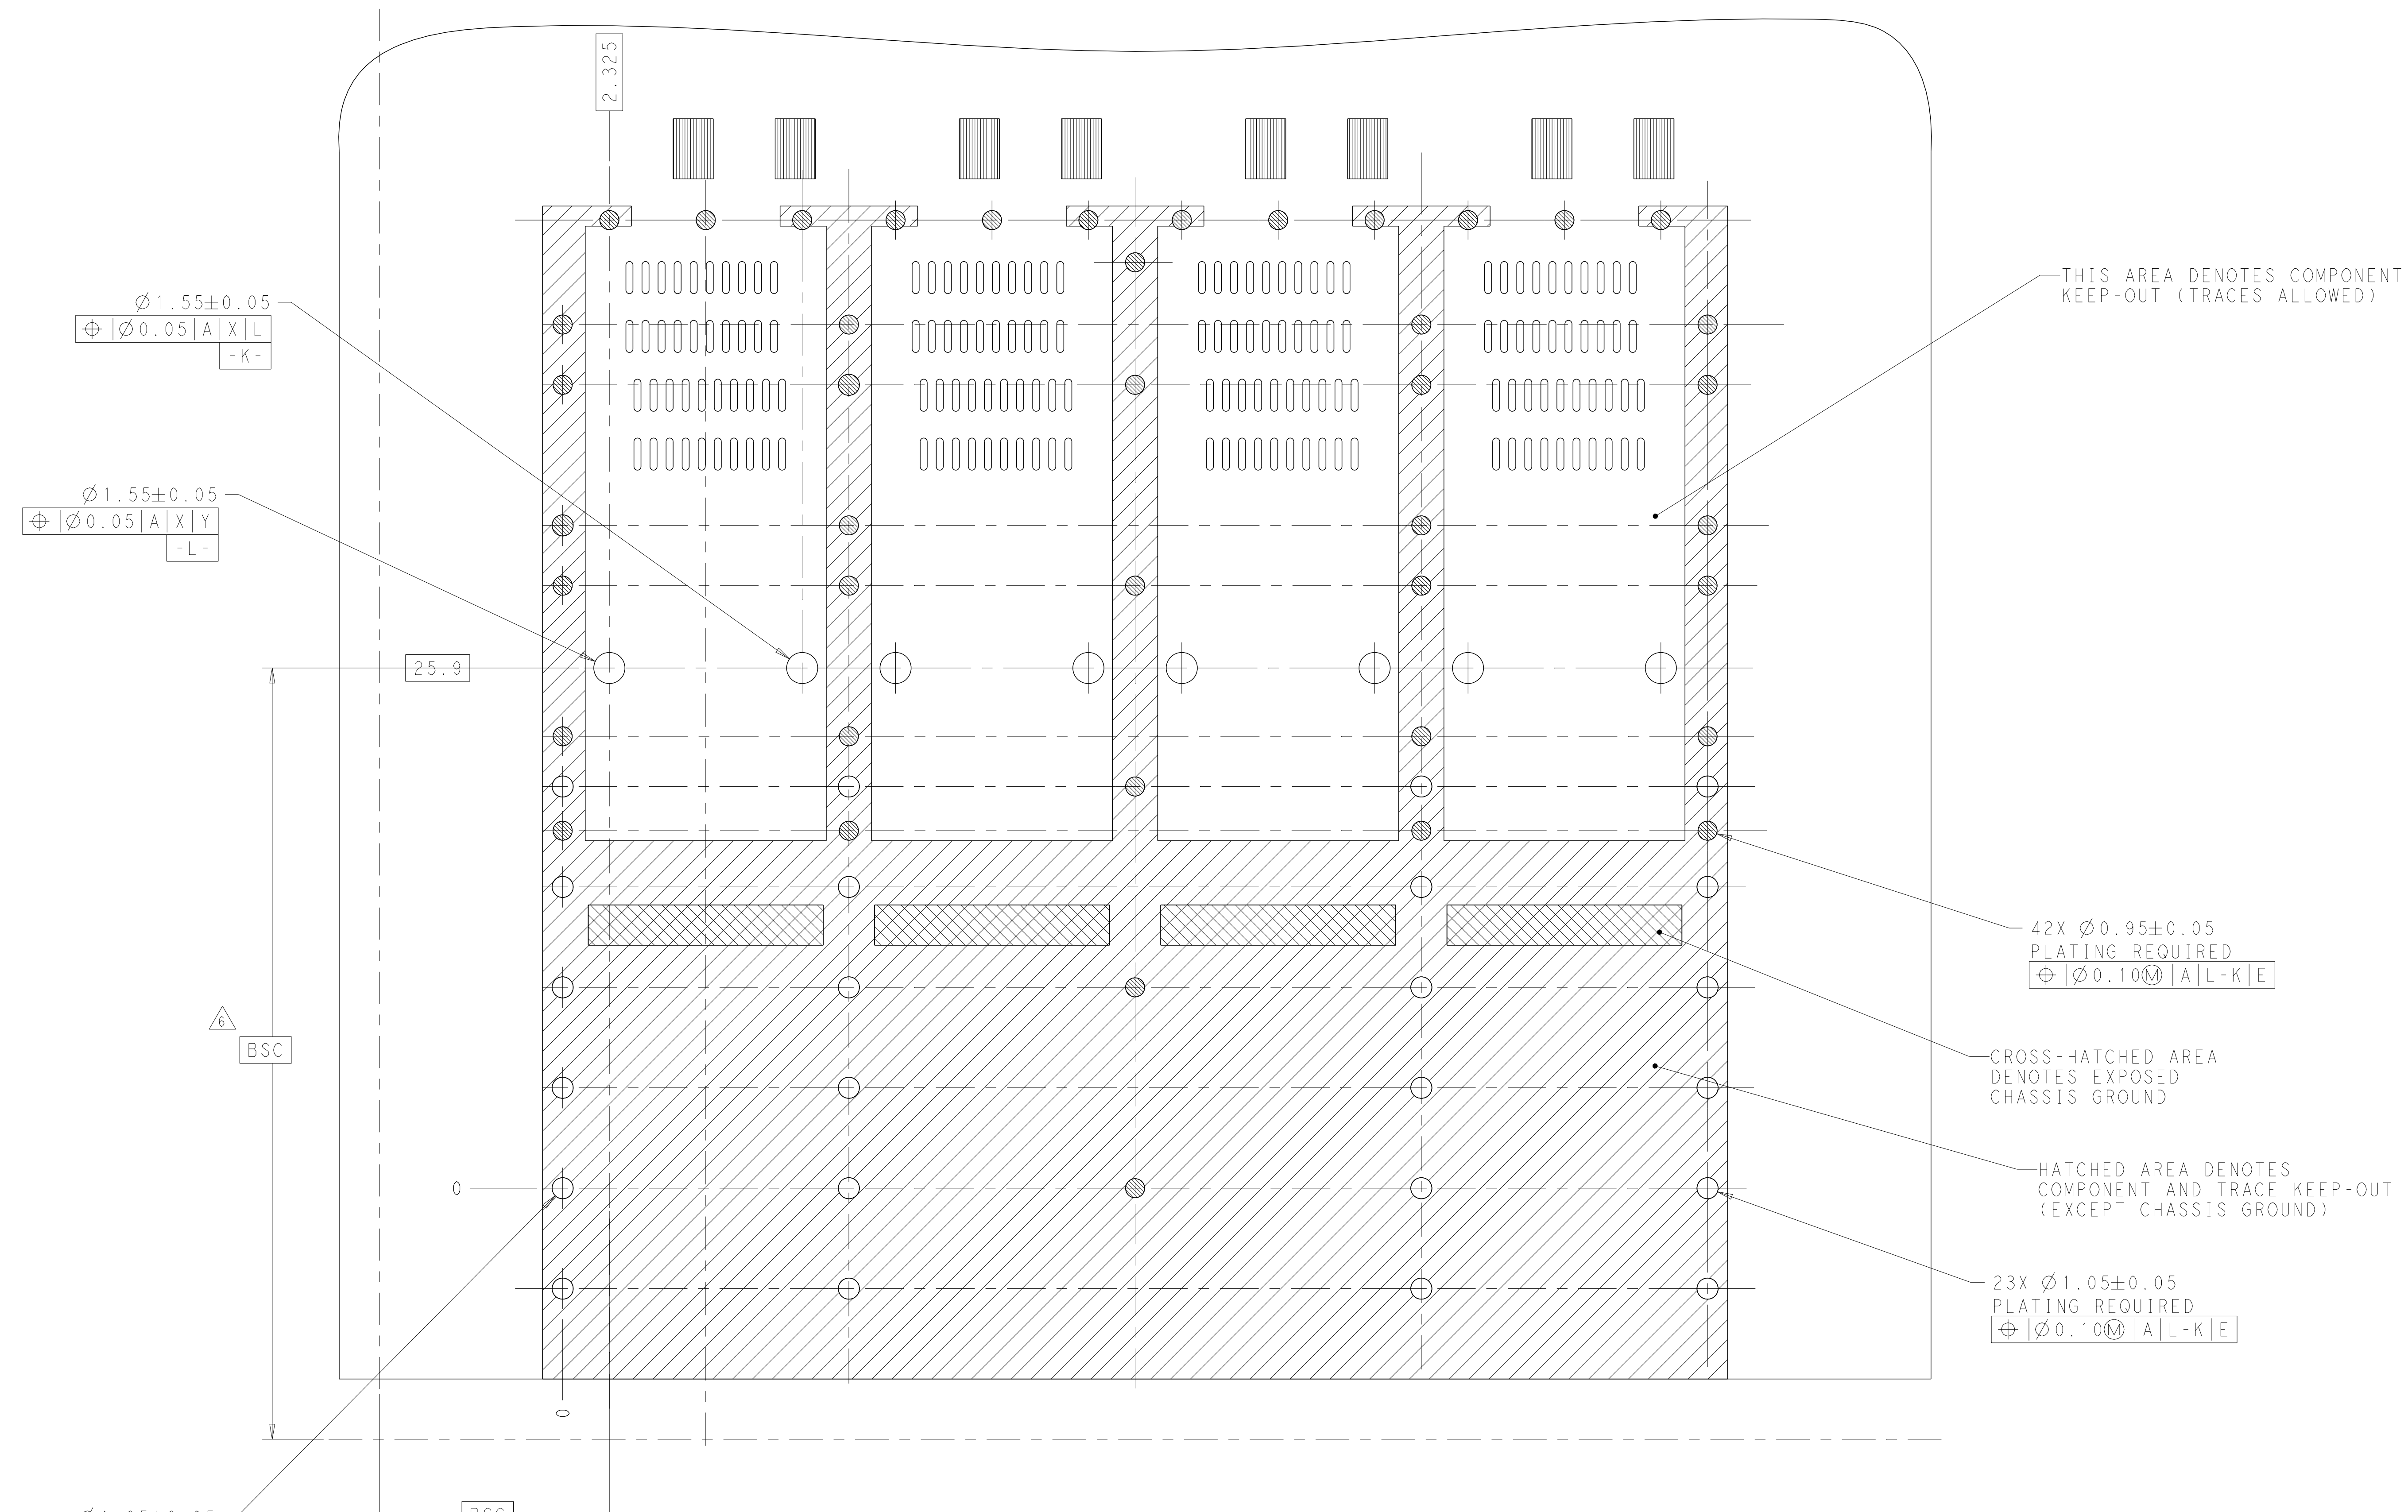 2.325
Ø1.55±0.05
⌖|Ø0.05|A|X|L
-K-
THIS AREA DENOTES COMPONENT
KEEP-OUT (TRACES ALLOWED)
Ø1.55±0.05
⌖|Ø0.05|A|X|Y
-L-
25.9
42X Ø0.95±0.05
PLATING REQUIRED
⌖|Ø0.10Ⓜ|A|L-K|E
6
BSC
CROSS-HATCHED AREA
DENOTES EXPOSED
CHASSIS GROUND
HATCHED AREA DENOTES
COMPONENT AND TRACE KEEP-OUT
(EXCEPT CHASSIS GROUND)
0
23X Ø1.05±0.05
PLATING REQUIRED
⌖|Ø0.10Ⓜ|A|L-K|E
0
BSC